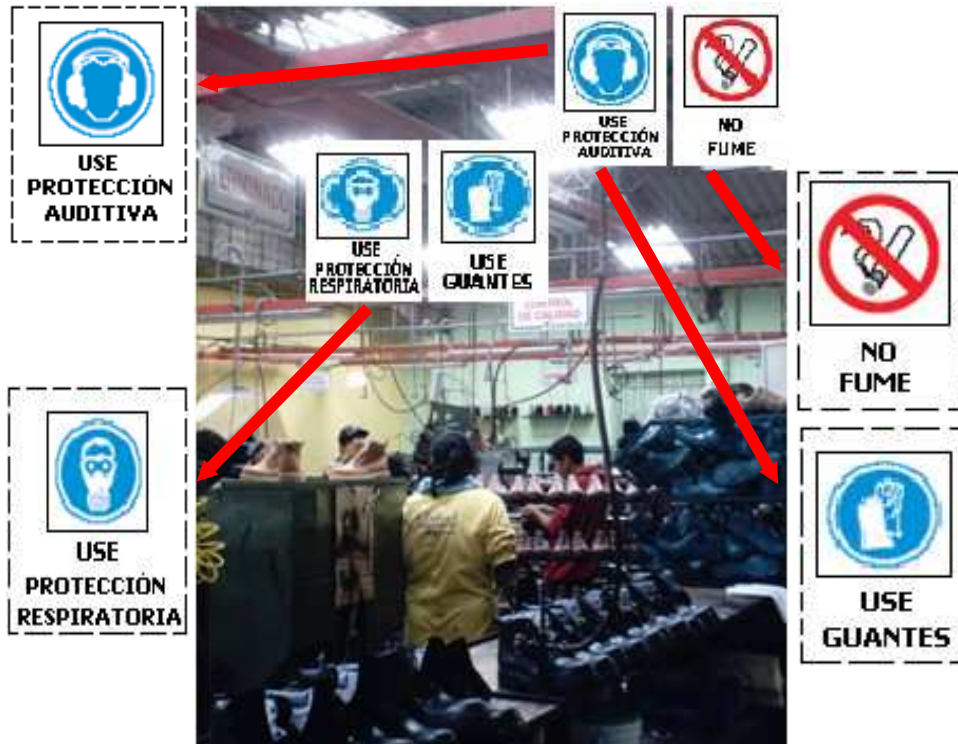 USE
PROTECCIÓN
AUDITIVA
USE
PROTECCIÓN
AUDITIVA
NO
FUME
USE
PROTECCIÓN
RESPIRATORIA
USE
GUANTES
CONTROL
DE CALIDAD
NO
FUME
USE
PROTECCIÓN
RESPIRATORIA
USE
GUANTES